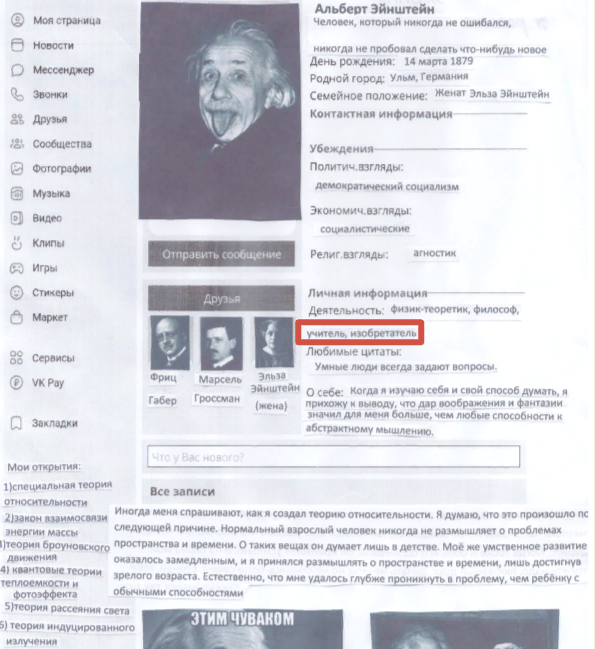 Моя страница
Новости
Мессенджер
Звонки
Друзья
Сообщества
Фотографии
Музыка
Видео
Клипы
Игры
Стикеры
Маркет
Сервисы
VK Pay
Закладки
Отправить сообщение
Друзья
Фриц
Габер
Марсель
Гроссман
Эльза
Эйнштейн
(жена)
Альберт Эйнштейн
Человек, который никогда не ошибался,
никогда не пробовал сделать что-нибудь новое
День рождения: 14 марта 1879
Родной город: Ульм, Германия
Семейное положение: Женат Эльза Эйнштейн
Контактная информация
Убеждения
Политич.взгляды:
демократический социализм
Экономич.взгляды:
социалистические
Религ.взгляды: агностик
Личная информация
Деятельность: физик-теоретик, философ,
учитель, изобретатель
Любимые цитаты:
Умные люди всегда задают вопросы.
О себе: Когда я изучаю себя и свой способ думать, я
прихожу к выводу, что дар воображения и фантазии
значил для меня больше, чем любые способности к
абстрактному мышлению.
Что у Вас нового?
Все записи
Иногда меня спрашивают, как я создал теорию относительности. Я думаю, что это произошло по
следующей причине. Нормальный взрослый человек никогда не размышляет о проблемах
пространства и времени. О таких вещах он думает лишь в детстве. Моё же умственное развитие
оказалось замедленным, и я принялся размышлять о пространстве и времени, лишь достигнув
зрелого возраста. Естественно, что мне удалось глубже проникнуть в проблему, чем ребёнку с
обычными способностями
Мои открытия:
1)специальная теория
относительности
2)закон взаимосвязи
энергии массы
)теория броуновского
движения
4) квантовые теории
теплоемкости и
фотоэффекта
5)теория рассеяния света
6) теория индуцированного
излучения
ЭТИМ ЧУВАКОМ